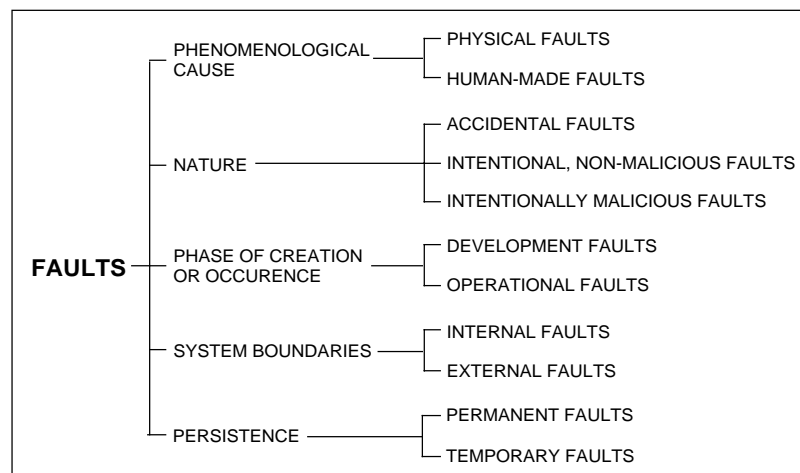 PHENOMENOLOGICAL
CAUSE
PHYSICAL FAULTS
HUMAN-MADE FAULTS
NATURE
ACCIDENTAL FAULTS
INTENTIONAL, NON-MALICIOUS FAULTS
INTENTIONALLY MALICIOUS FAULTS
FAULTS
PHASE OF CREATION
OR OCCURENCE
DEVELOPMENT FAULTS
OPERATIONAL FAULTS
SYSTEM BOUNDARIES
INTERNAL FAULTS
EXTERNAL FAULTS
PERSISTENCE
PERMANENT FAULTS
TEMPORARY FAULTS